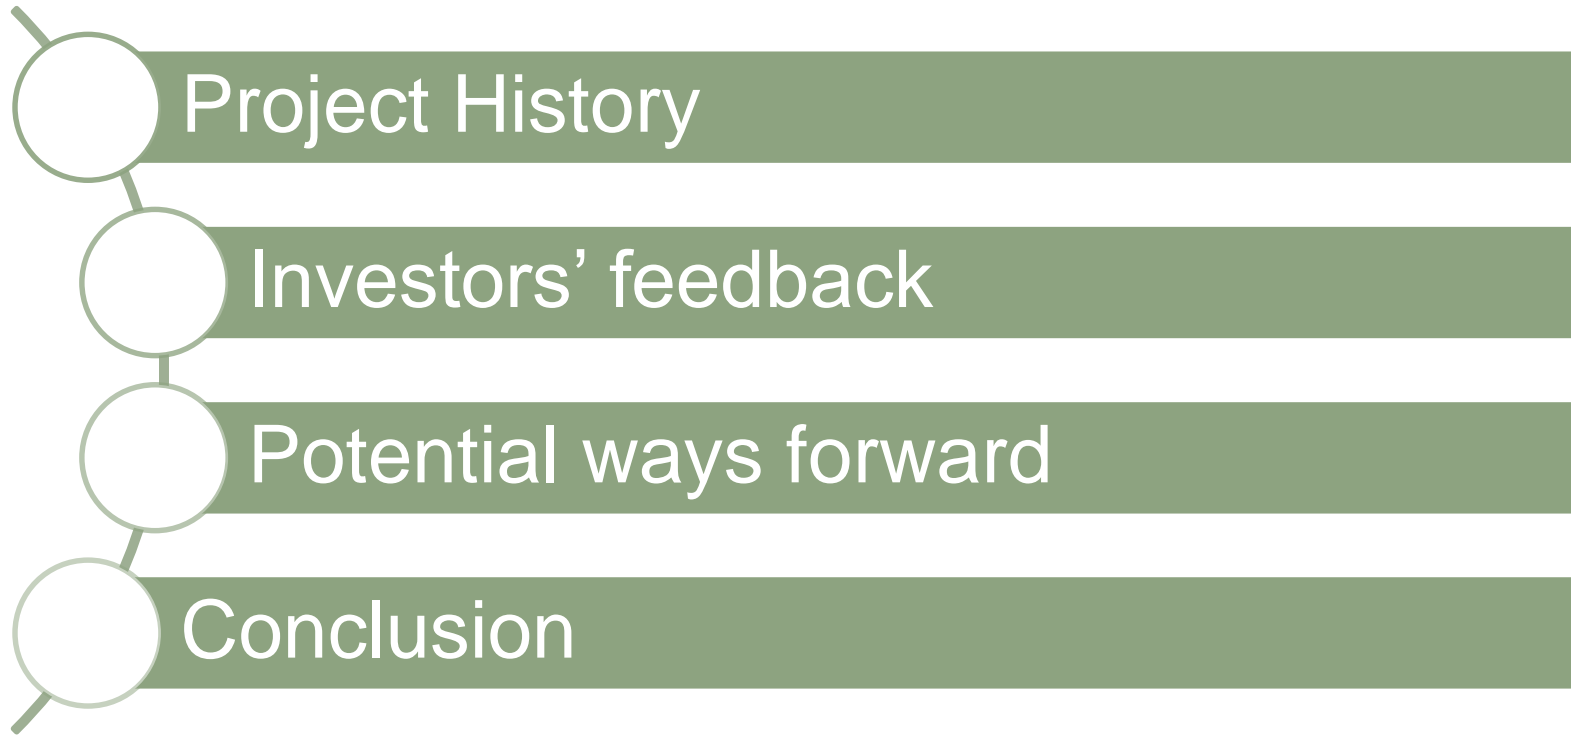 Project History
Investors’ feedback
Potential ways forward
Conclusion